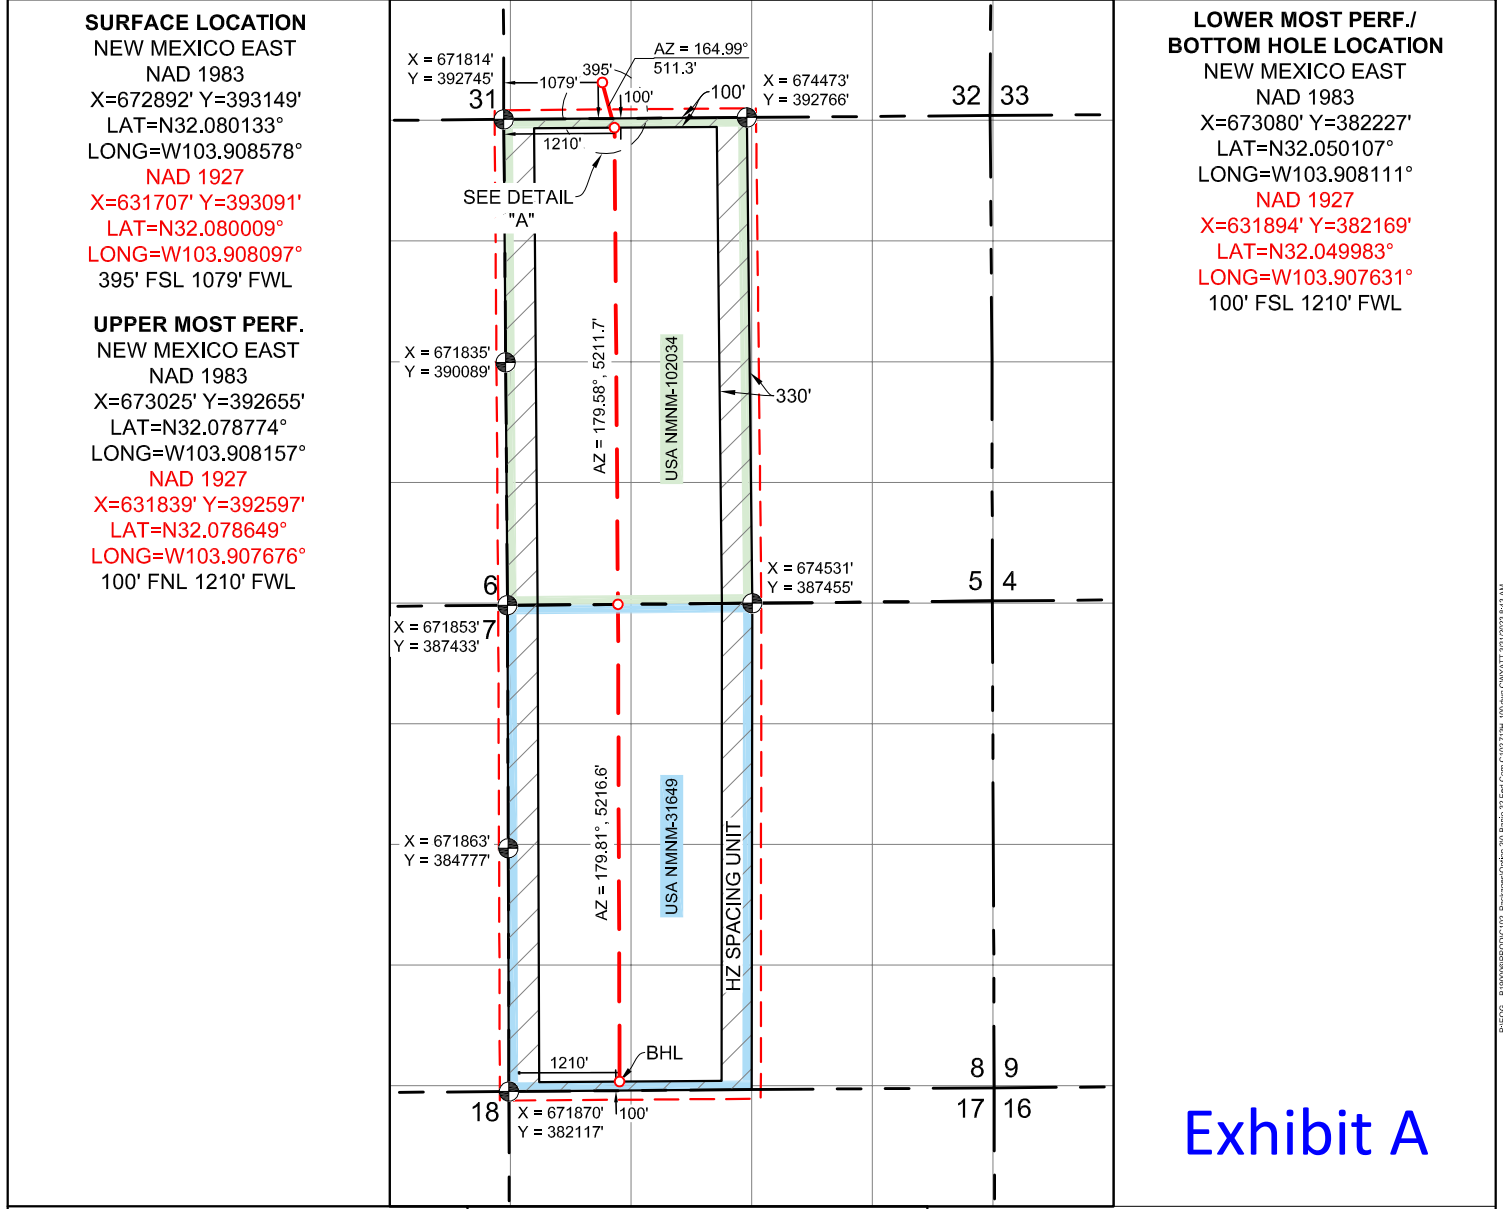 SURFACE LOCATION
NEW MEXICO EAST
NAD 1983
X=672892' Y=393149'
LAT=N32.080133°
LONG=W103.908578°
NAD 1927
X=631707' Y=393091'
LAT=N32.080009°
LONG=W103.908097°
395' FSL 1079' FWL
UPPER MOST PERF.
NEW MEXICO EAST
NAD 1983
X=673025' Y=392655'
LAT=N32.078774°
LONG=W103.908157°
NAD 1927
X=631839' Y=392597'
LAT=N32.078649°
LONG=W103.907676°
100' FNL 1210' FWL
X = 671814'
Y = 392745'
31
1079'
395'
AZ = 164.99°
511.3'
100'
100'
X = 674473'
Y = 392766'
32 33
1210'
SEE DETAIL
"A"
X = 671835'
Y = 390089'
AZ = 179.58°, 5211.7'
USA NMNM-102034
330'
6
7
X = 671853'
Y = 387433'
X = 674531'
Y = 387455'
5 4
X = 671863'
Y = 384777'
AZ = 179.81°, 5216.6'
USA NMNM-31649
HZ SPACING UNIT
1210'
BHL
18
X = 671870'
Y = 382117'
100'
8 9
17 16
LOWER MOST PERF./
BOTTOM HOLE LOCATION
NEW MEXICO EAST
NAD 1983
X=673080' Y=382227'
LAT=N32.050107°
LONG=W103.908111°
NAD 1927
X=631894' Y=382169'
LAT=N32.049983°
LONG=W103.907631°
100' FSL 1210' FWL
Exhibit A